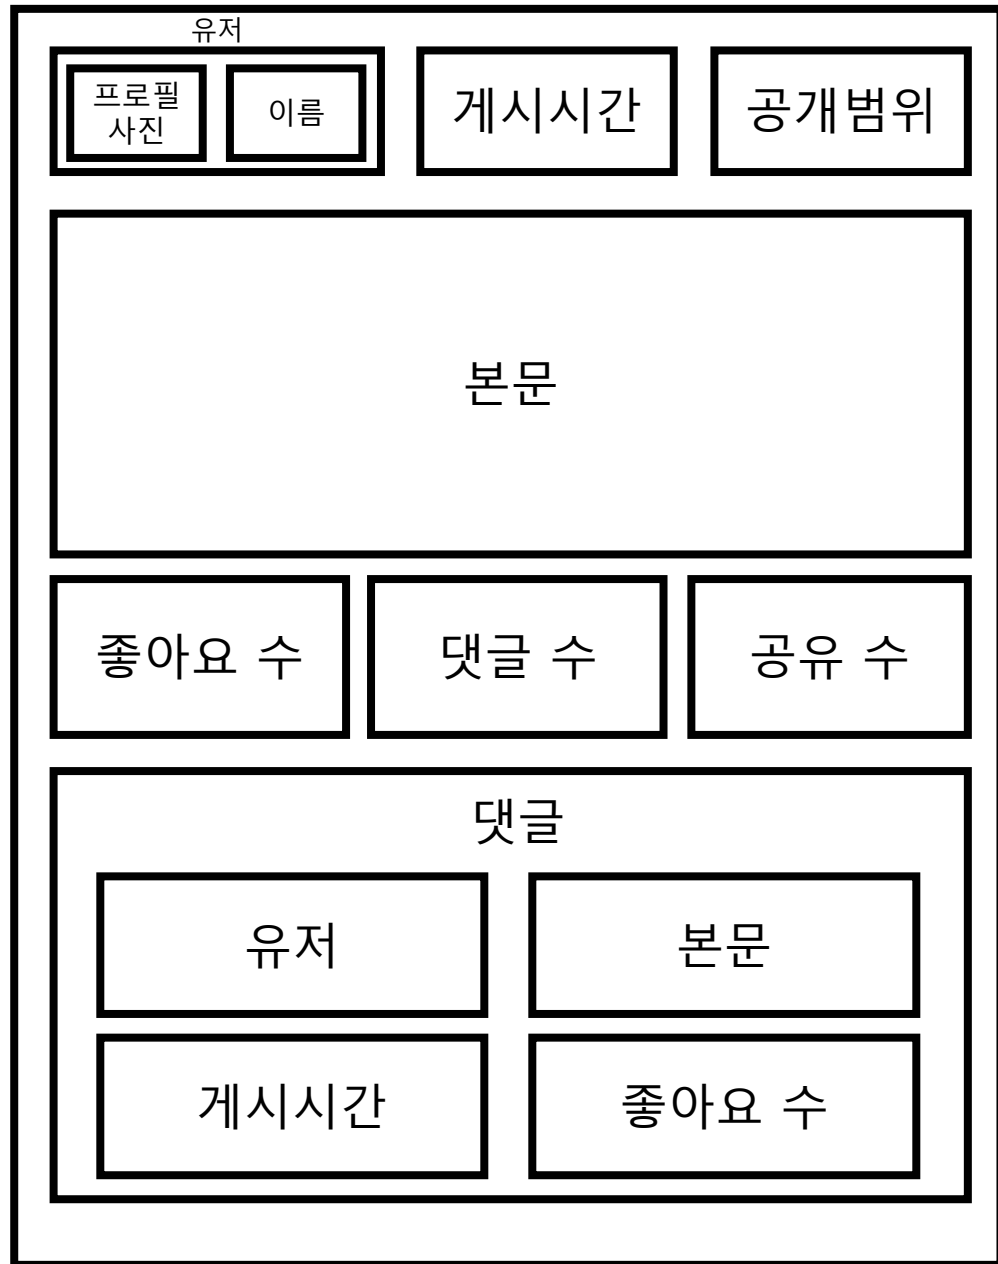 유저
프로필
사진
이름
게시시간
공개범위
본문
좋아요 수
댓글 수
공유 수
댓글
유저
본문
게시시간
좋아요 수